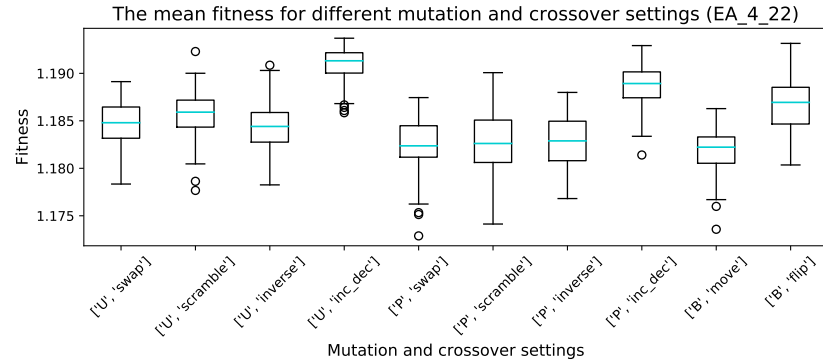 The mean fitness for different mutation and crossover settings (EA_4_22)
Fitness
1.190
1.185
1.180
1.175
['U', 'swap']
['U', 'scramble']
['U', 'inverse']
['U', 'inc_dec']
['P', 'swap']
['P', 'scramble']
['P', 'inverse']
['P', 'inc_dec']
['B', 'move']
['B', 'flip']
Mutation and crossover settings